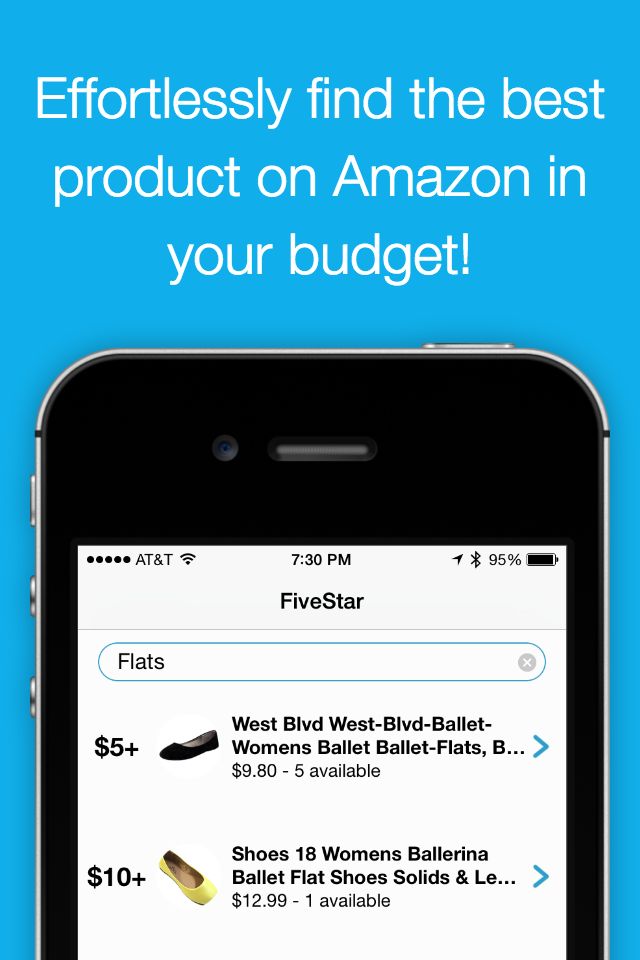 Effortlessly find the best
product on Amazon in
your budget!
AT&T 7:30 PM 95%
FiveStar
Flats
$5+
West Blvd West-Blvd-Ballet-
Womens Ballet Ballet-Flats, B...
$9.80 - 5 available
$10+
Shoes 18 Womens Ballerina
Ballet Flat Shoes Solids & Le...
$12.99 - 1 available